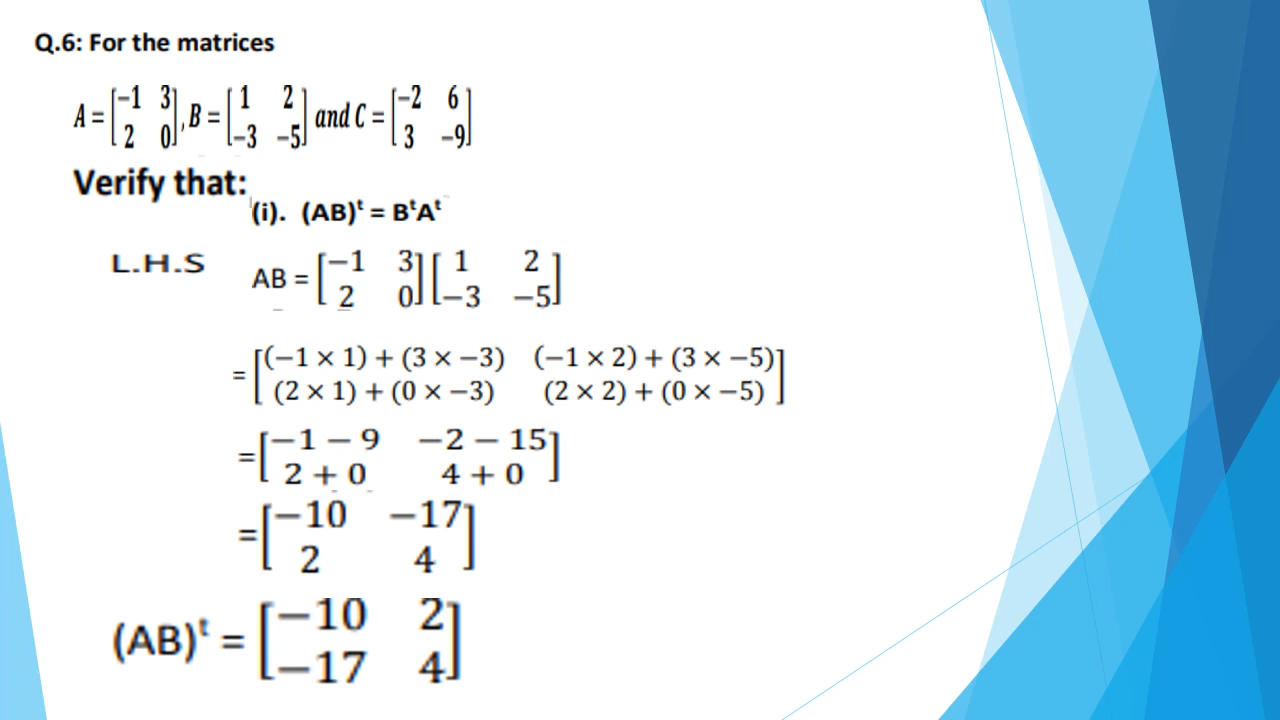 Q.6: For the matrices
A = [−1 3 2 0], B = [1 2 −3 −5] and C = [−2 6 3 −9]
Verify that:
(i). (AB)ᵗ = BᵗAᵗ
L.H.S AB = [−1 3 2 0] [1 2 −3 −5]
= [(−1 × 1) + (3 × −3) (−1 × 2) + (3 × −5) (2 × 1) + (0 × −3) (2 × 2) + (0 × −5)]
= [−1 − 9 −2 − 15 2 + 0 4 + 0]
= [−10 −17 2 4]
(AB)ᵗ = [−10 2 −17 4]